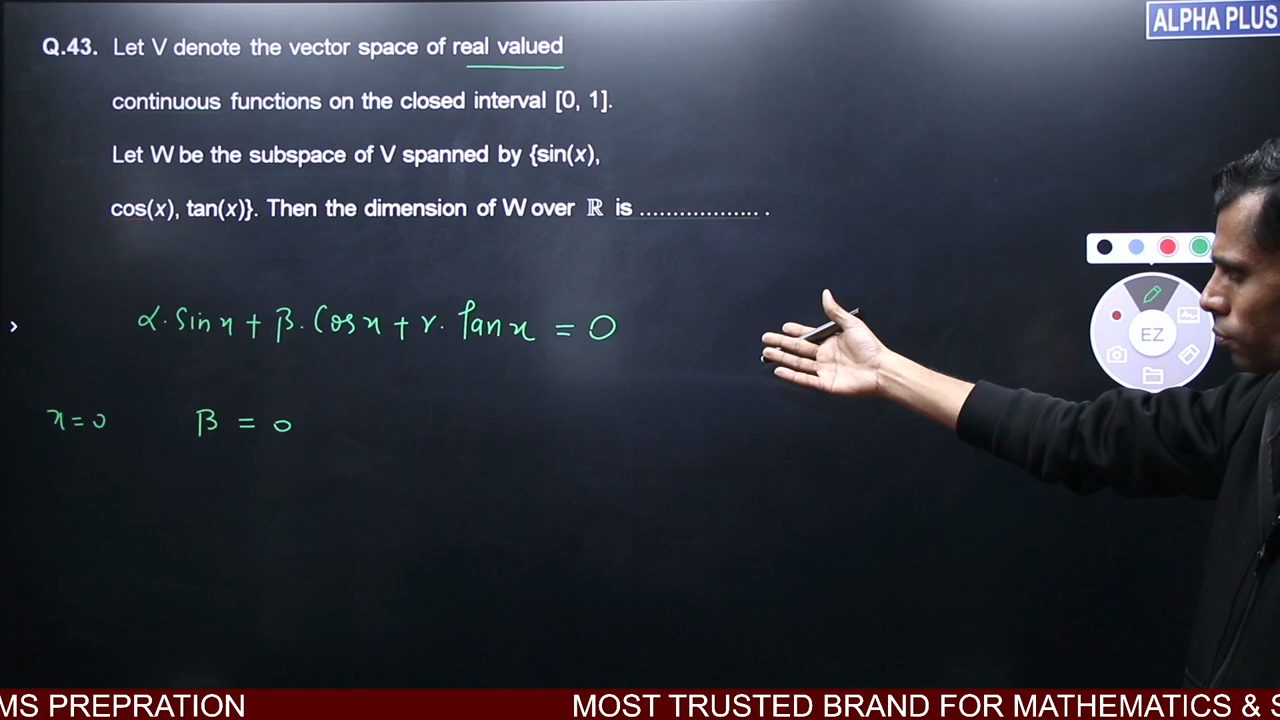 ALPHA PLUS
Q.43. Let V denote the vector space of real valued
continuous functions on the closed interval [0, 1].
Let W be the subspace of V spanned by {sin(x),
cos(x), tan(x)}. Then the dimension of W over ℝ is .................. .
α. Sin x + β. Cos x + γ. tan x = 0
x = 0 β = 0
EZ
MS PREPRATION MOST TRUSTED BRAND FOR MATHEMATICS & S